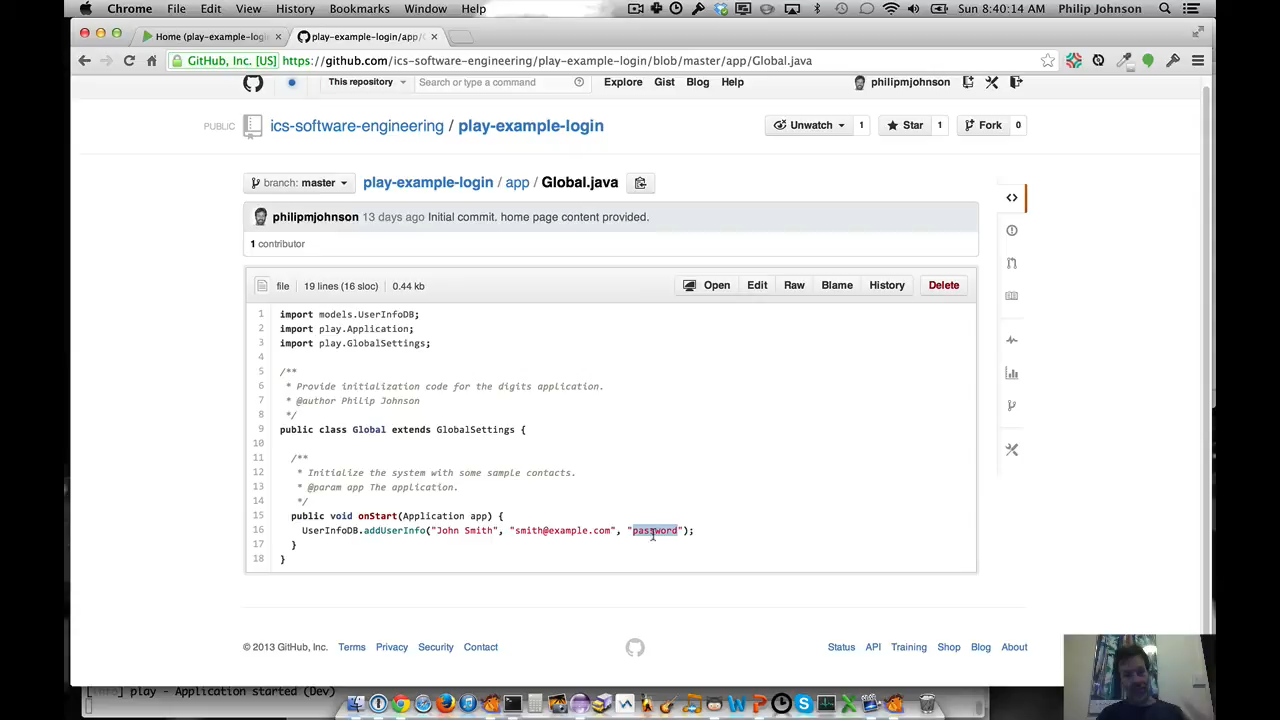 Chrome File Edit View History Bookmarks Window Help Sun 8:40:14 AM Philip Johnson
Home (play-example-login play-example-login/app/
GitHub, Inc. [US] https://github.com/ics-software-engineering/play-example-login/blob/master/app/Global.java
This repository Search or type a command Explore Gist Blog Help philipmjohnson
PUBLIC ics-software-engineering / play-example-login Unwatch 1 Star 1 Fork 0
branch: master play-example-login / app / Global.java
philipmjohnson 13 days ago Initial commit. home page content provided.
1 contributor
file 19 lines (16 sloc) 0.44 kb Open Edit Raw Blame History Delete
1 import models.UserInfoDB;
2 import play.Application;
3 import play.GlobalSettings;
4
5 /**
6 * Provide initialization code for the digits application.
7 * @author Philip Johnson
8 */
9 public class Global extends GlobalSettings {
10
11 /**
12 * Initialize the system with some sample contacts.
13 * @param app The application.
14 */
15 public void onStart(Application app) {
16 UserInfoDB.addUserInfo("John Smith", "smith@example.com", "password");
17 }
18 }
© 2013 GitHub, Inc. Terms Privacy Security Contact Status API Training Shop Blog About
[info] play - Application started (Dev)